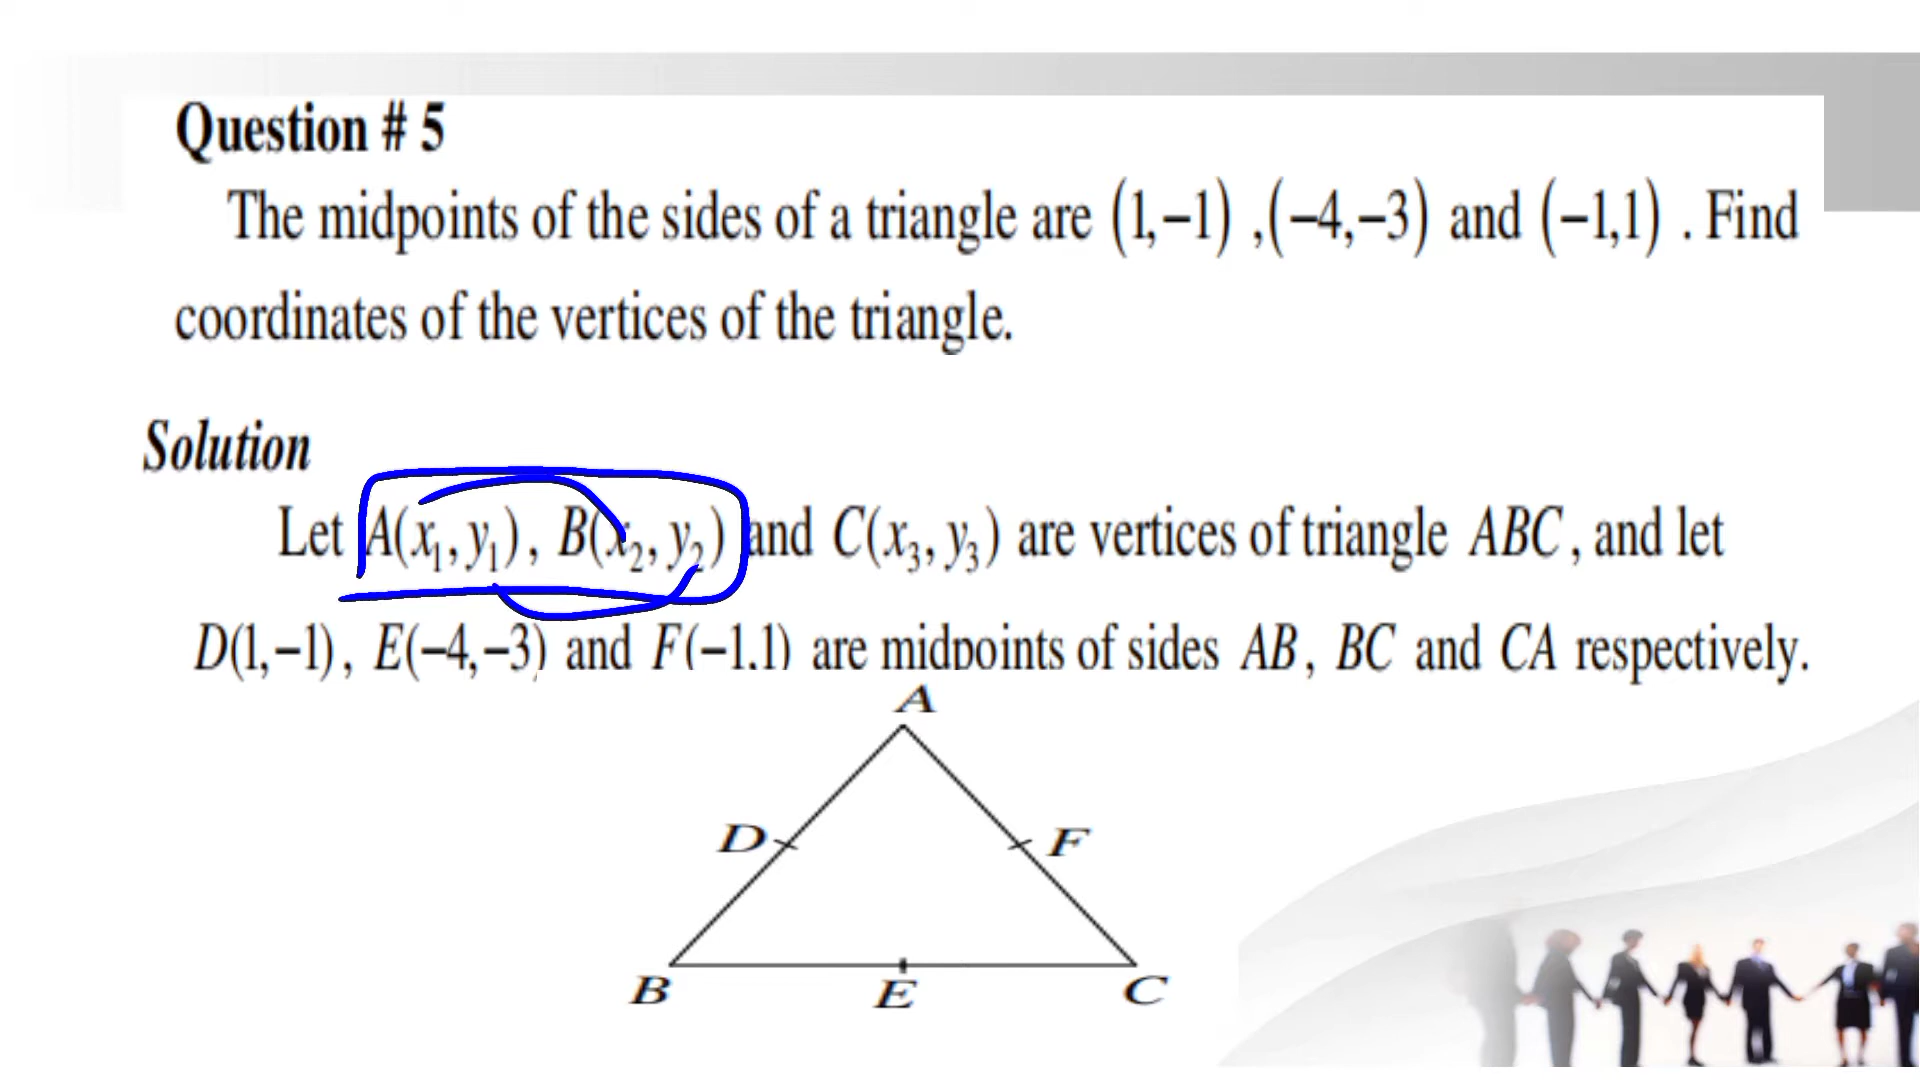 Question # 5
The midpoints of the sides of a triangle are (1,−1) ,(−4,−3) and (−1,1) . Find
coordinates of the vertices of the triangle.
Solution
Let A(x₁, y₁), B(x₂, y₂) and C(x₃, y₃) are vertices of triangle ABC, and let
D(1,−1), E(−4,−3) and F(−1,1) are midpoints of sides AB, BC and CA respectively.
A
D
F
B
E
C